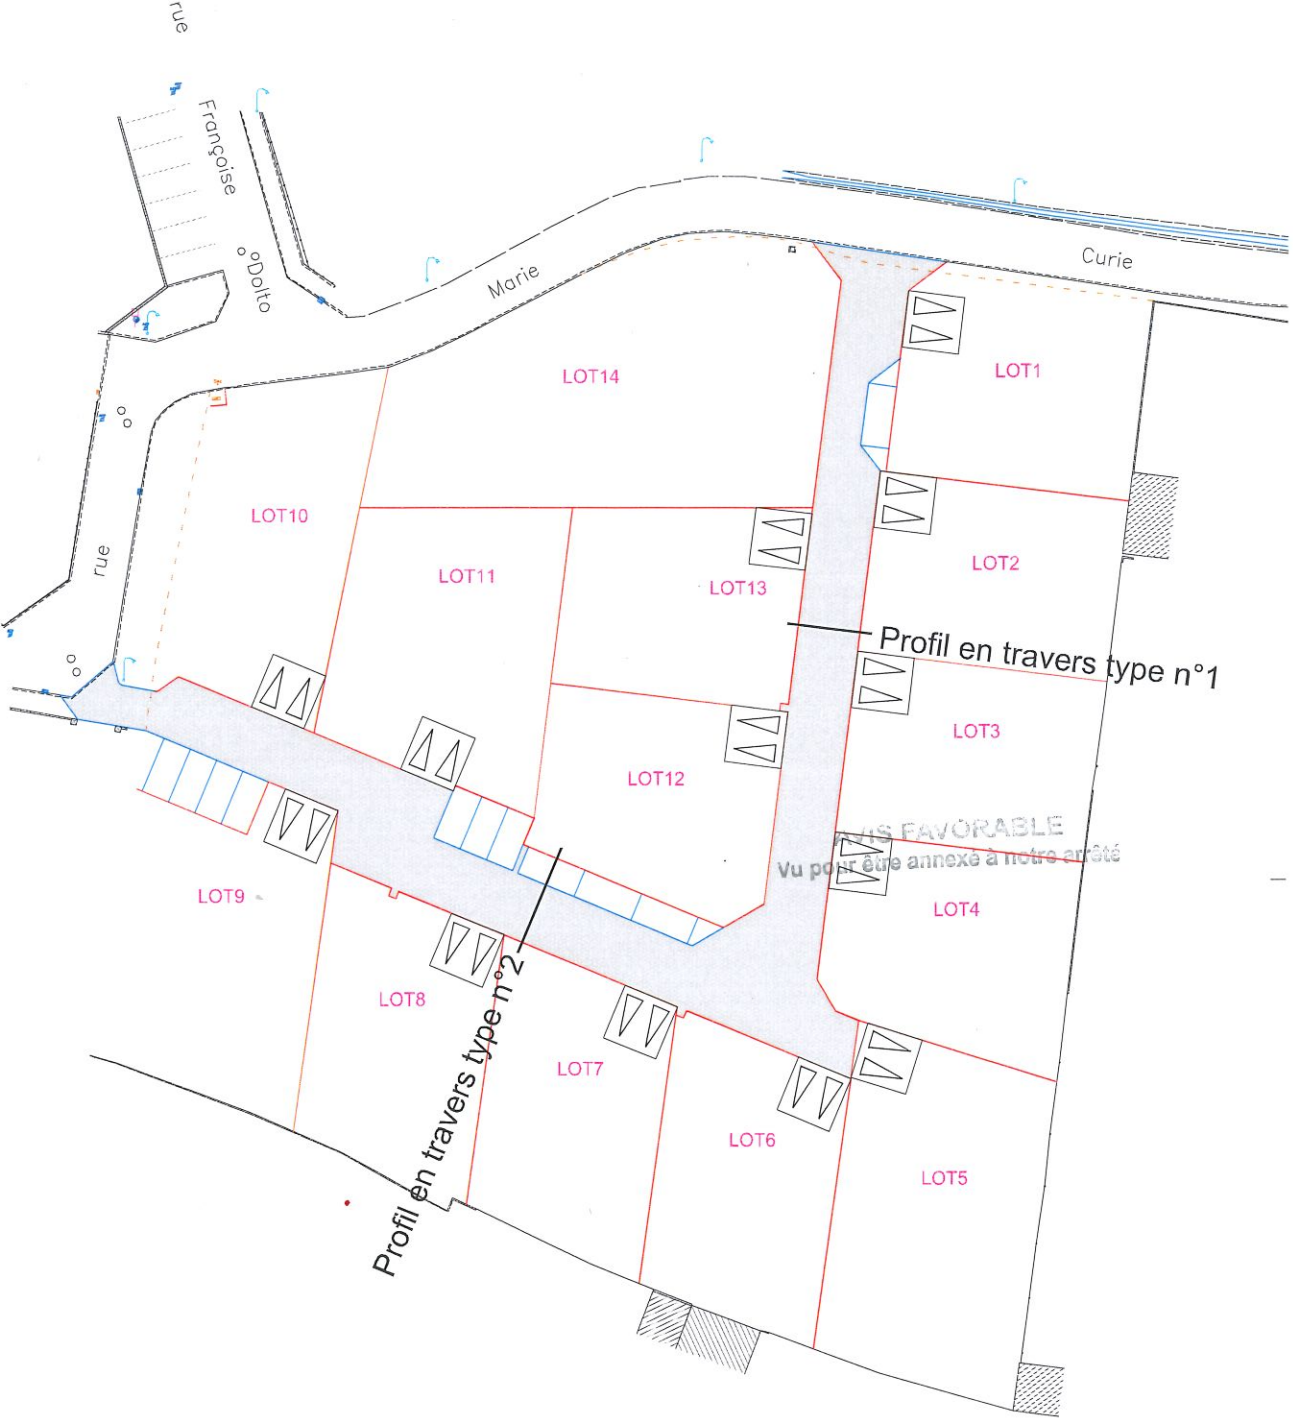 rue
Françoise
Dolto
Marie
Curie
LOT14
LOT1
LOT10
LOT11
LOT13
LOT2
rue
Profil en travers type n°1
LOT3
LOT12
AVIS FAVORABLE
Vu pour être annexé à notre arrêté
LOT9
LOT4
LOT8
Profil en travers type n°2
LOT7
LOT6
LOT5